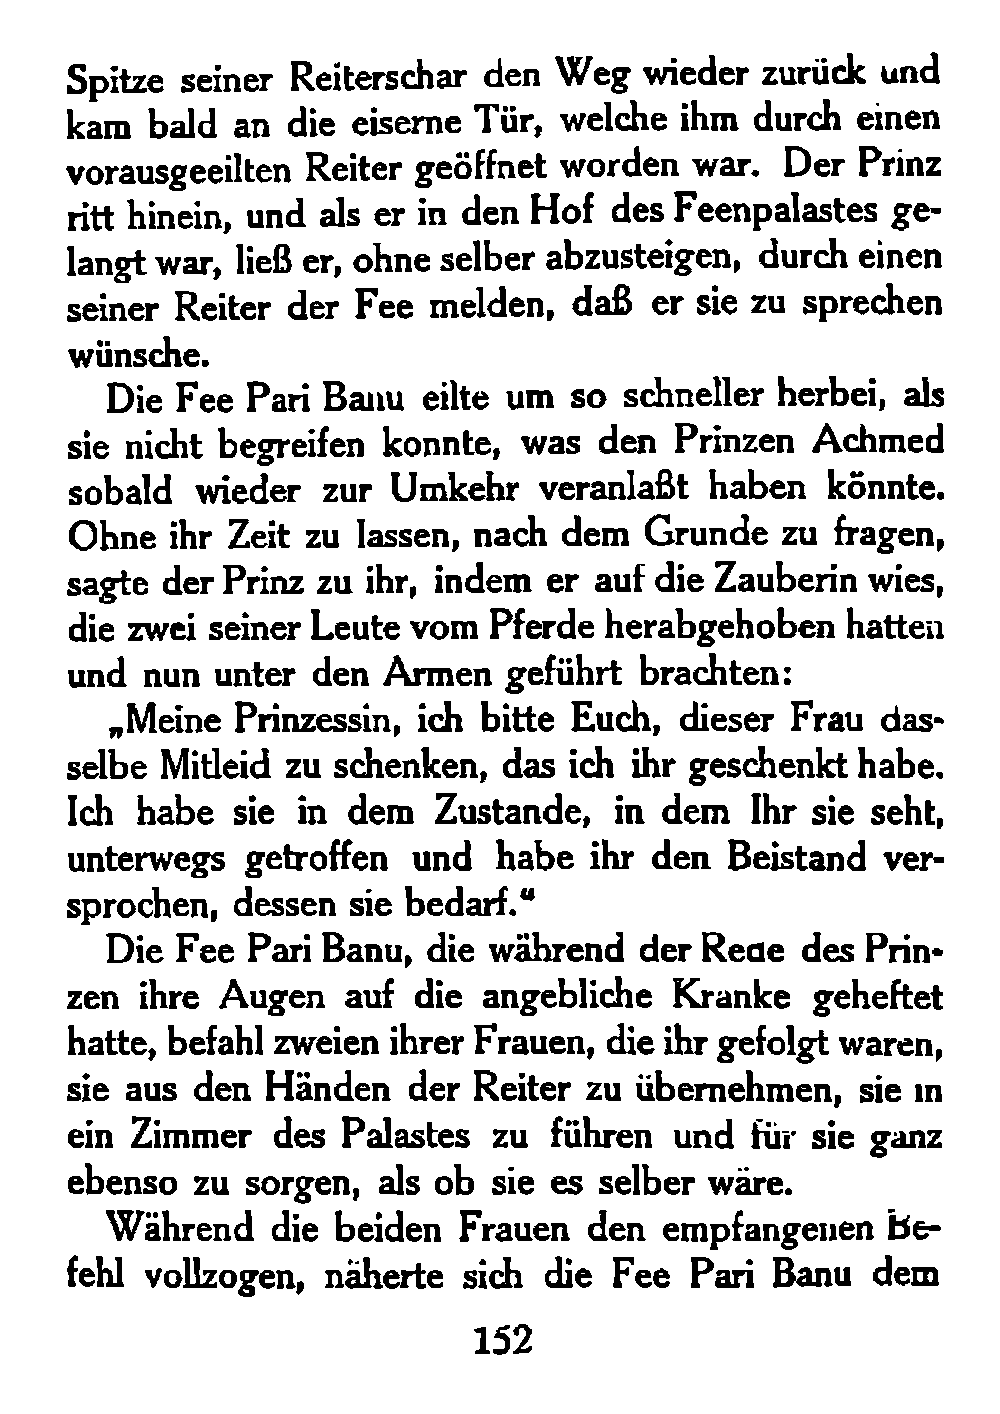 Spitze seiner Reiterschar den Weg wieder zurück und
kam bald an die eiserne Tür, welche ihm durch einen
vorausgeeilten Reiter geöffnet worden war. Der Prinz
ritt hinein, und als er in den Hof des Feenpalastes ge-
langt war, ließ er, ohne selber abzusteigen, durch einen
seiner Reiter der Fee melden, daß er sie zu sprechen
wünsche.
Die Fee Pari Banu eilte um so schneller herbei, als
sie nicht begreifen konnte, was den Prinzen Achmed
sobald wieder zur Umkehr veranlaßt haben könnte.
Ohne ihr Zeit zu lassen, nach dem Grunde zu fragen,
sagte der Prinz zu ihr, indem er auf die Zauberin wies,
die zwei seiner Leute vom Pferde herabgehoben hatten
und nun unter den Armen geführt brachten:
„Meine Prinzessin, ich bitte Euch, dieser Frau das-
selbe Mitleid zu schenken, das ich ihr geschenkt habe.
Ich habe sie in dem Zustande, in dem Ihr sie seht,
unterwegs getroffen und habe ihr den Beistand ver-
sprochen, dessen sie bedarf.“
Die Fee Pari Banu, die während der Rede des Prin-
zen ihre Augen auf die angebliche Kranke geheftet
hatte, befahl zweien ihrer Frauen, die ihr gefolgt waren,
sie aus den Händen der Reiter zu übernehmen, sie in
ein Zimmer des Palastes zu führen und für sie ganz
ebenso zu sorgen, als ob sie es selber wäre.
Während die beiden Frauen den empfangenen Be-
fehl vollzogen, näherte sich die Fee Pari Banu dem
152